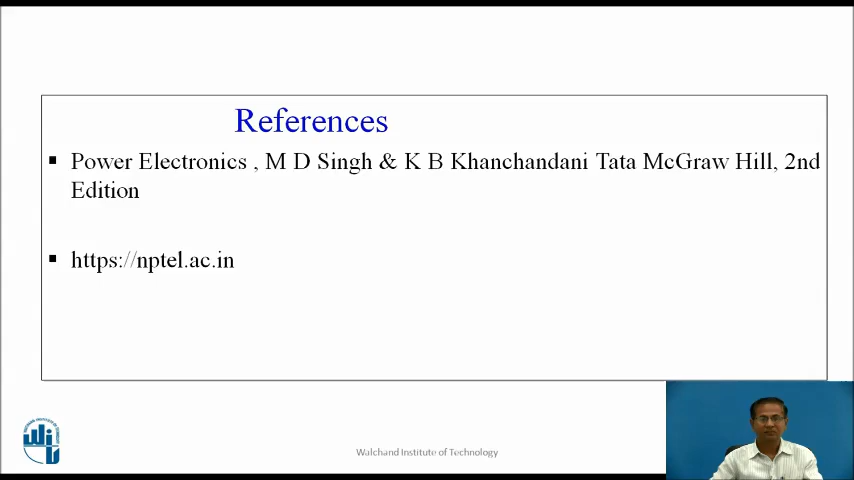 References
▪ Power Electronics , M D Singh & K B Khanchandani Tata McGraw Hill, 2nd
Edition
▪ https://nptel.ac.in
Walchand Institute of Technology